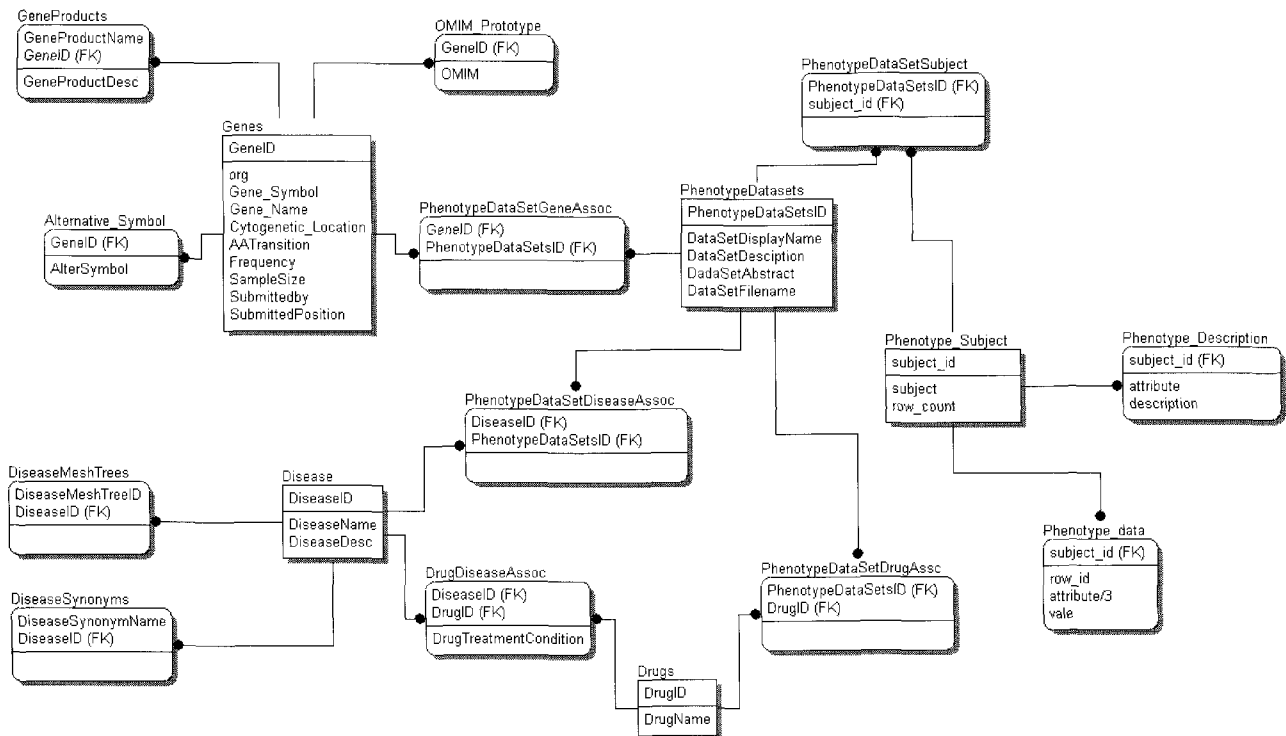 GeneProducts
GeneProductName
GeneID (FK)
GeneProductDesc
OMIM_Prototype
GeneID (FK)
OMIM
PhenotypeDataSetSubject
PhenotypeDataSetsID (FK)
subject_id (FK)
Genes
GeneID
org
Gene_Symbol
Gene_Name
Cytogenetic_Location
AATransition
Frequency
SampleSize
Submittedby
SubmittedPosition
Alternative_Symbol
GeneID (FK)
AlterSymbol
PhenotypeDataSetGeneAssoc
GeneID (FK)
PhenotypeDataSetsID (FK)
PhenotypeDatasets
PhenotypeDataSetsID
DataSetDisplayName
DataSetDesciption
DadaSetAbstract
DataSetFilename
Phenotype_Subject
subject_id
subject
row_count
Phenotype_Description
subject_id (FK)
attribute
description
PhenotypeDataSetDiseaseAssoc
DiseaseID (FK)
PhenotypeDataSetsID (FK)
DiseaseMeshTrees
DiseaseMeshTreeID
DiseaseID (FK)
Disease
DiseaseID
DiseaseName
DiseaseDesc
Phenotype_data
subject_id (FK)
row_id
attribute/3
vale
DiseaseSynonyms
DiseaseSynonymName
DiseaseID (FK)
DrugDiseaseAssoc
DiseaseID (FK)
DrugID (FK)
DrugTreatmentCondition
PhenotypeDataSetDrugAssc
PhenotypeDataSetsID (FK)
DrugID (FK)
Drugs
DrugID
DrugName